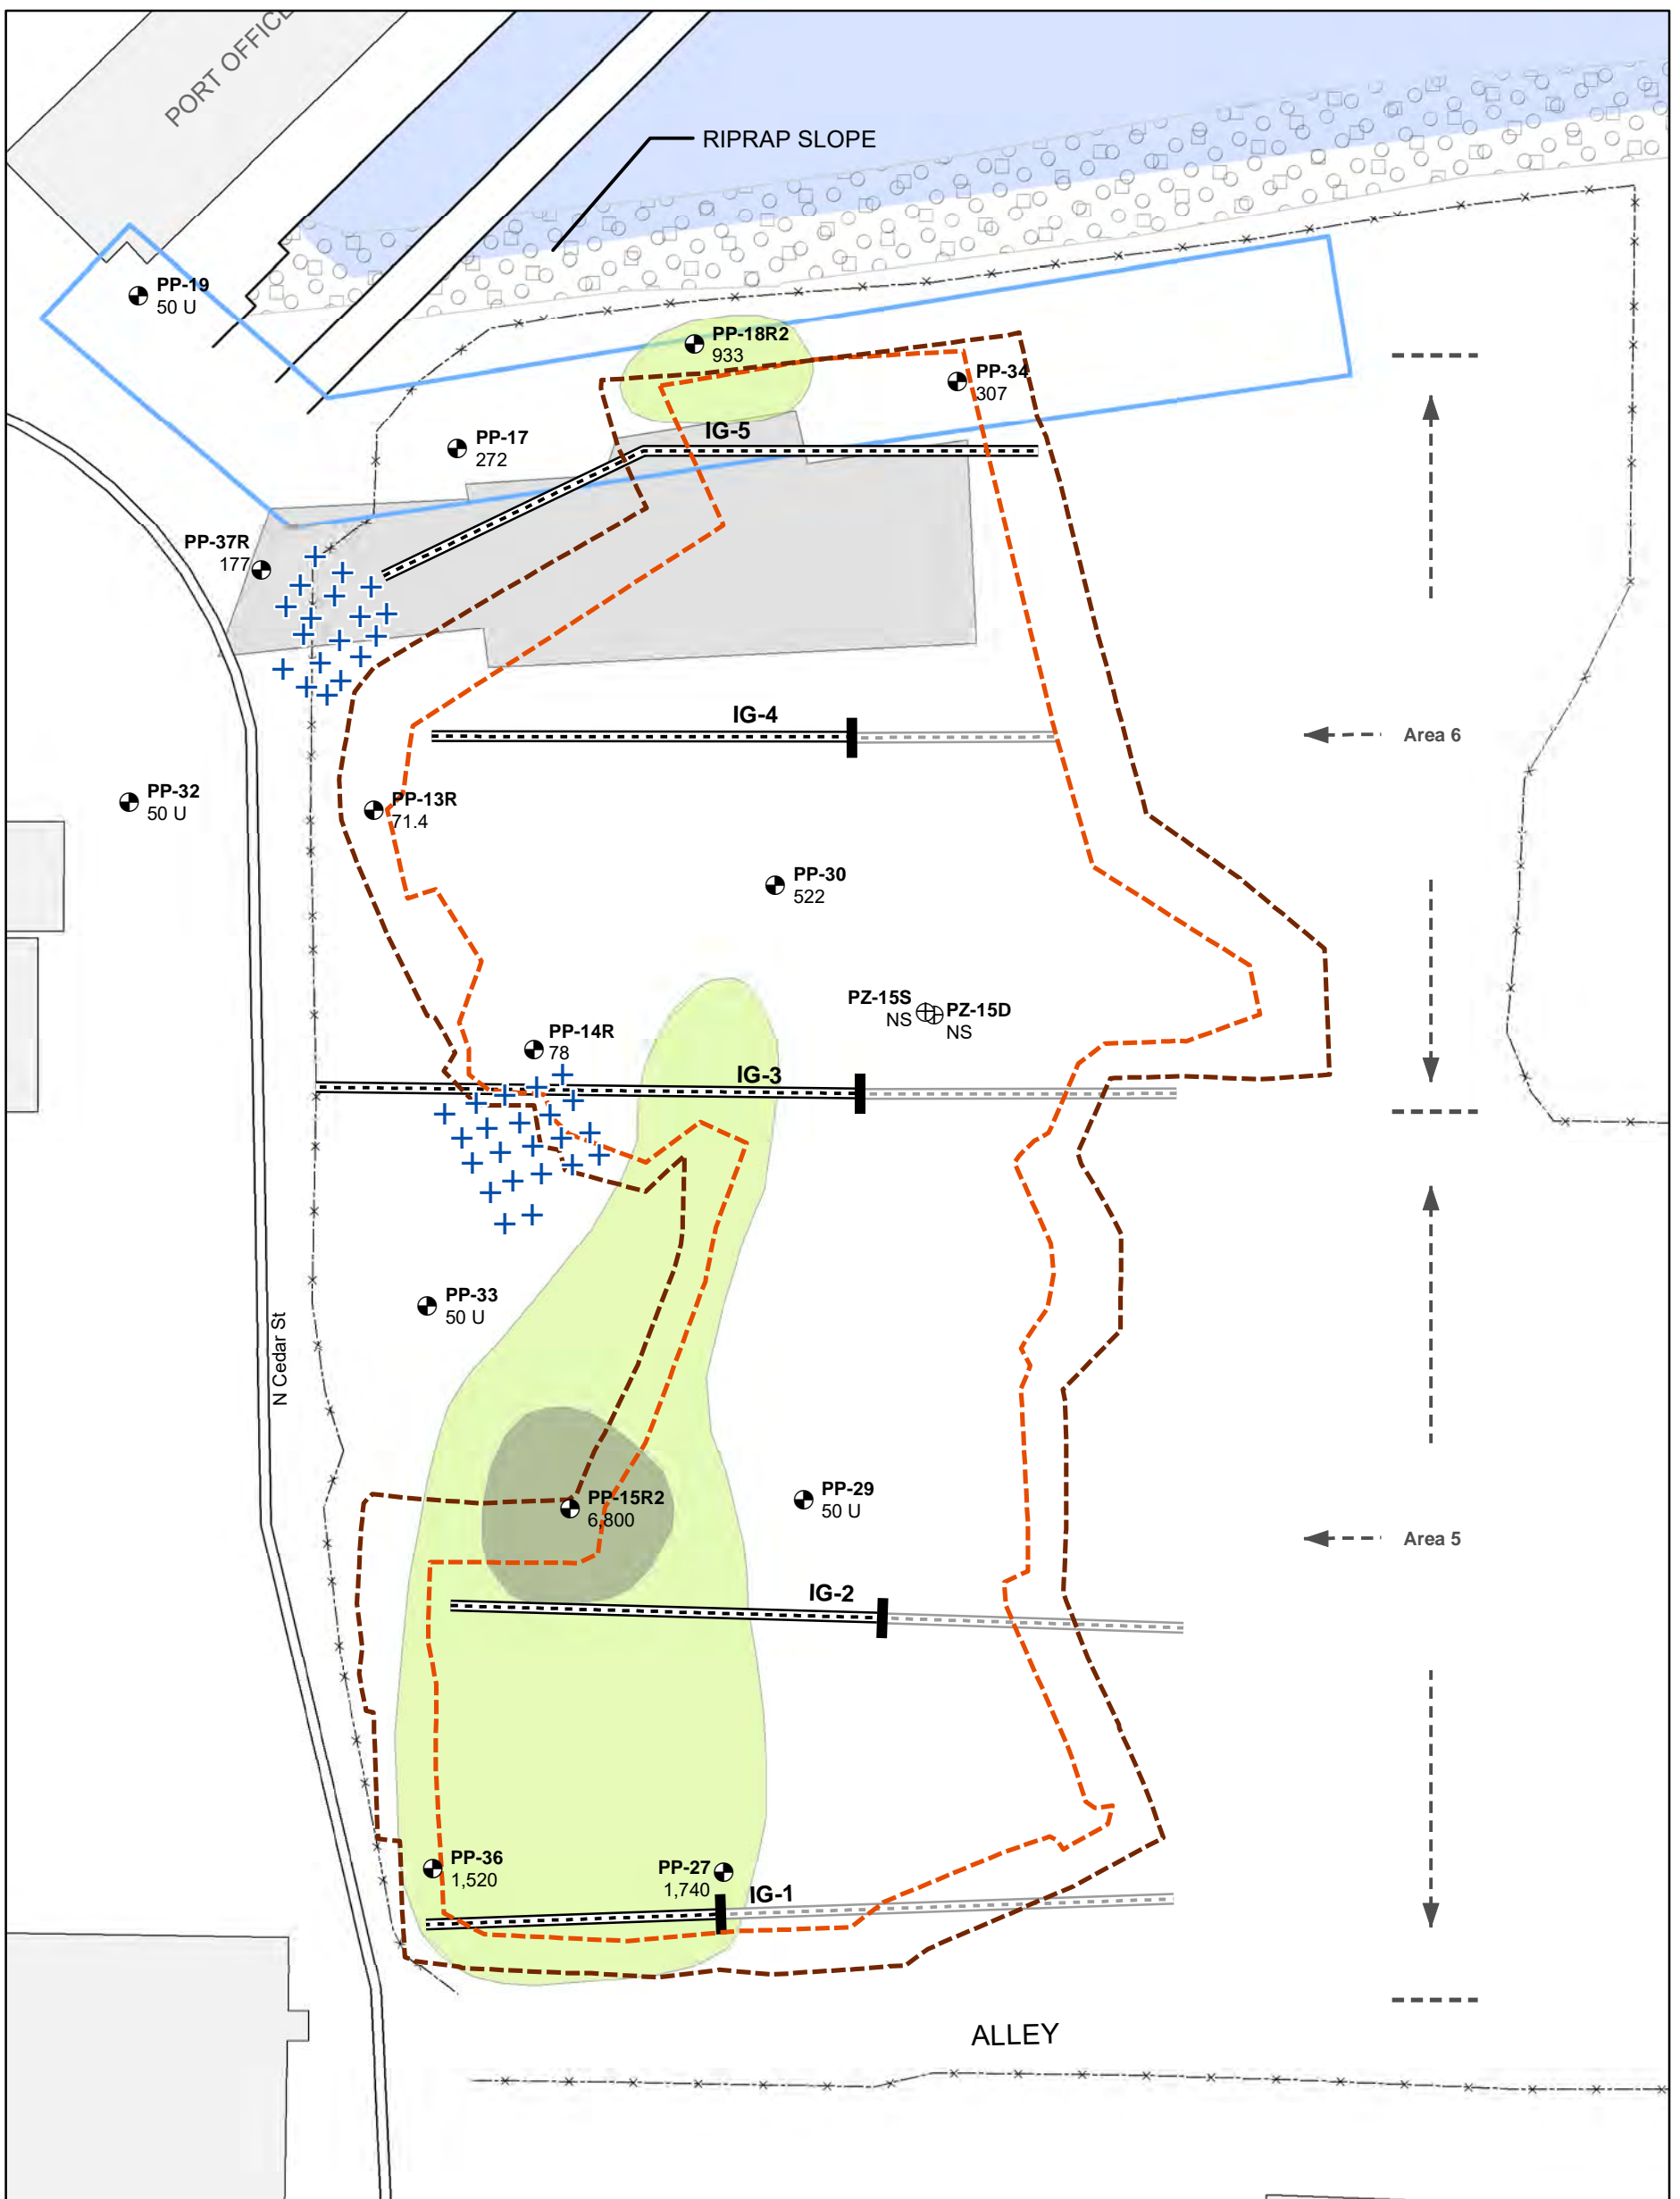 PORT OFFICE
RIPRAP SLOPE
PP-19
50 U
PP-18R2
933
PP-34
307
PP-17
272
IG-5
PP-37R
177
IG-4
Area 6
PP-32
50 U
PP-13R
71.4
PP-30
522
PZ-15S
NS
PZ-15D
NS
PP-14R
78
IG-3
PP-33
50 U
N Cedar St
PP-15R2
6,800
PP-29
50 U
Area 5
IG-2
PP-36
1,520
PP-27
1,740
IG-1
ALLEY